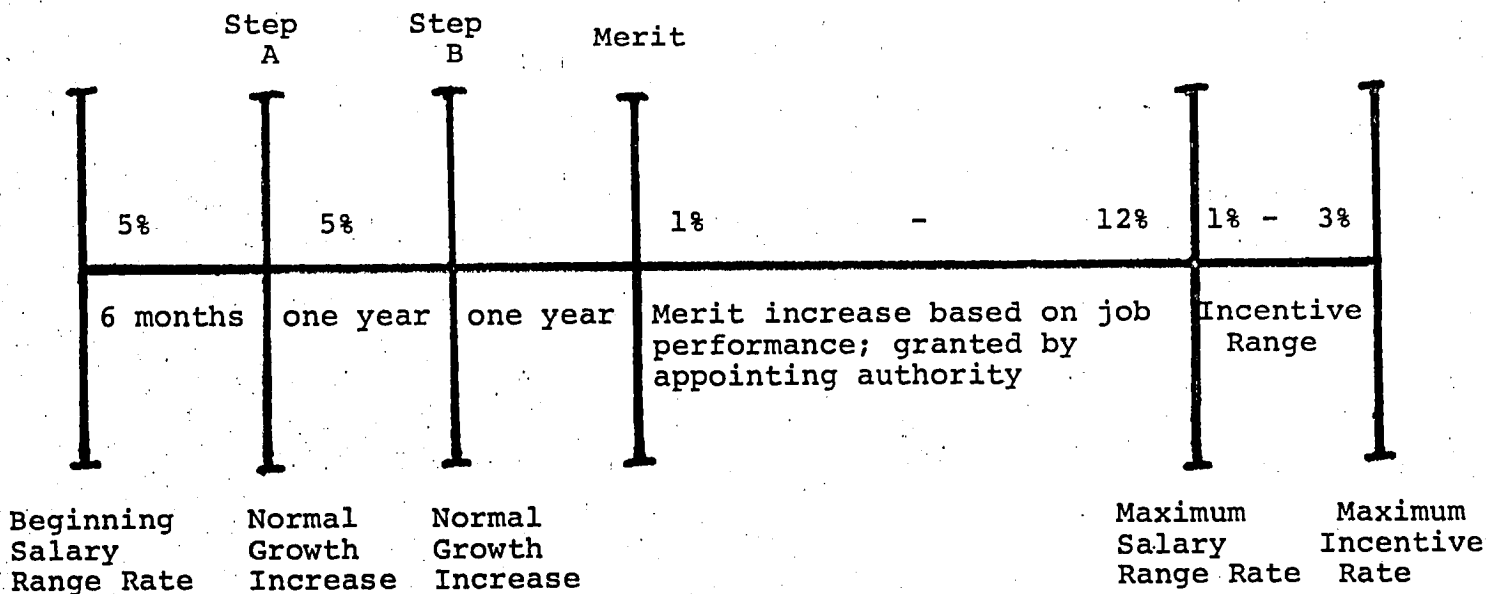 Step
A
Step
B
Merit
5%
5%
1% - 12%
1% - 3%
6 months
one year
one year
Merit increase based on job
performance; granted by
appointing authority
Incentive
Range
Beginning
Salary
Range Rate
Normal
Growth
Increase
Normal
Growth
Increase
Maximum
Salary
Range Rate
Maximum
Incentive
Rate